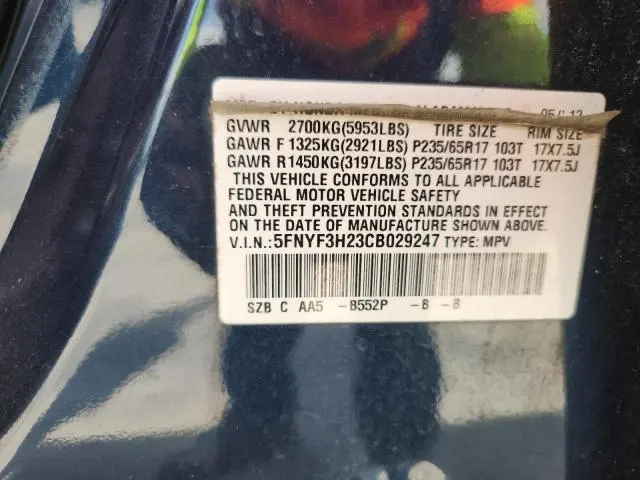 GVWR 2700KG(5953LBS) TIRE SIZE RIM SIZE
GAWR F 1325KG(2921LBS) P235/65R17 103T 17X7.5J
GAWR R1450KG(3197LBS) P235/65R17 103T 17X7.5J
THIS VEHICLE CONFORMS TO ALL APPLICABLE
FEDERAL MOTOR VEHICLE SAFETY
AND THEFT PREVENTION STANDARDS IN EFFECT
ON THE DATE OF MANUFACTURE SHOWN ABOVE.
V.I.N.:5FNYF3H23CB029247 TYPE: MPV
SZB C AA5 -B552P -B -B